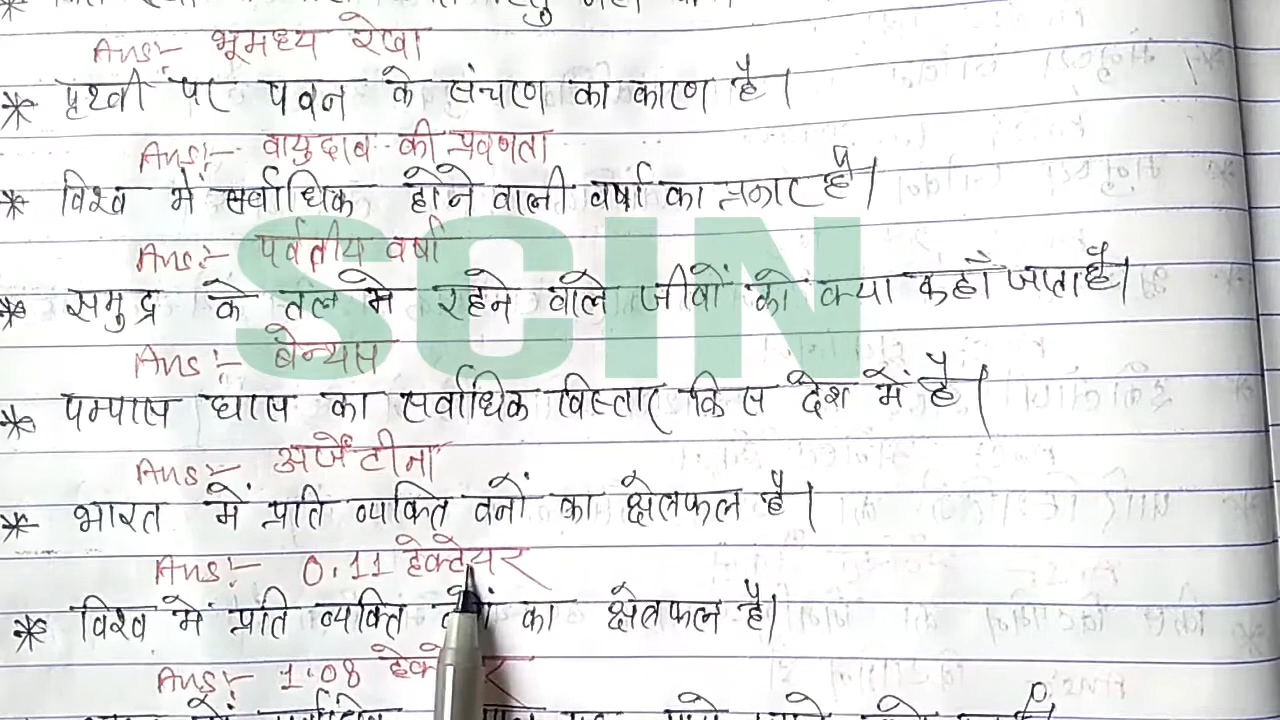 Ans:- भूमध्य रेखा
* पृथ्वी पर पवन के संचारण का कारण है।
Ans:- वायुदाब की प्रवणता
* विश्व में सर्वाधिक होने वाली वर्षा का प्रकार है।
Ans:- पर्वतीय वर्षा
* समुद्र के तल मे रहने वाले जीवों को क्या कहाँ जाता है।
Ans:- बेन्थस
* पम्पास घास का सर्वाधिक विस्तार किस देश में है।
Ans:- अर्जेंटीना
* भारत में प्रति व्यक्ति वनों का क्षेत्रफल है।
Ans:- 0.11 हेक्टेयर
* विश्व मे प्रति व्यक्ति का क्षेत्रफल है।
Ans:- 1.08
SCIN